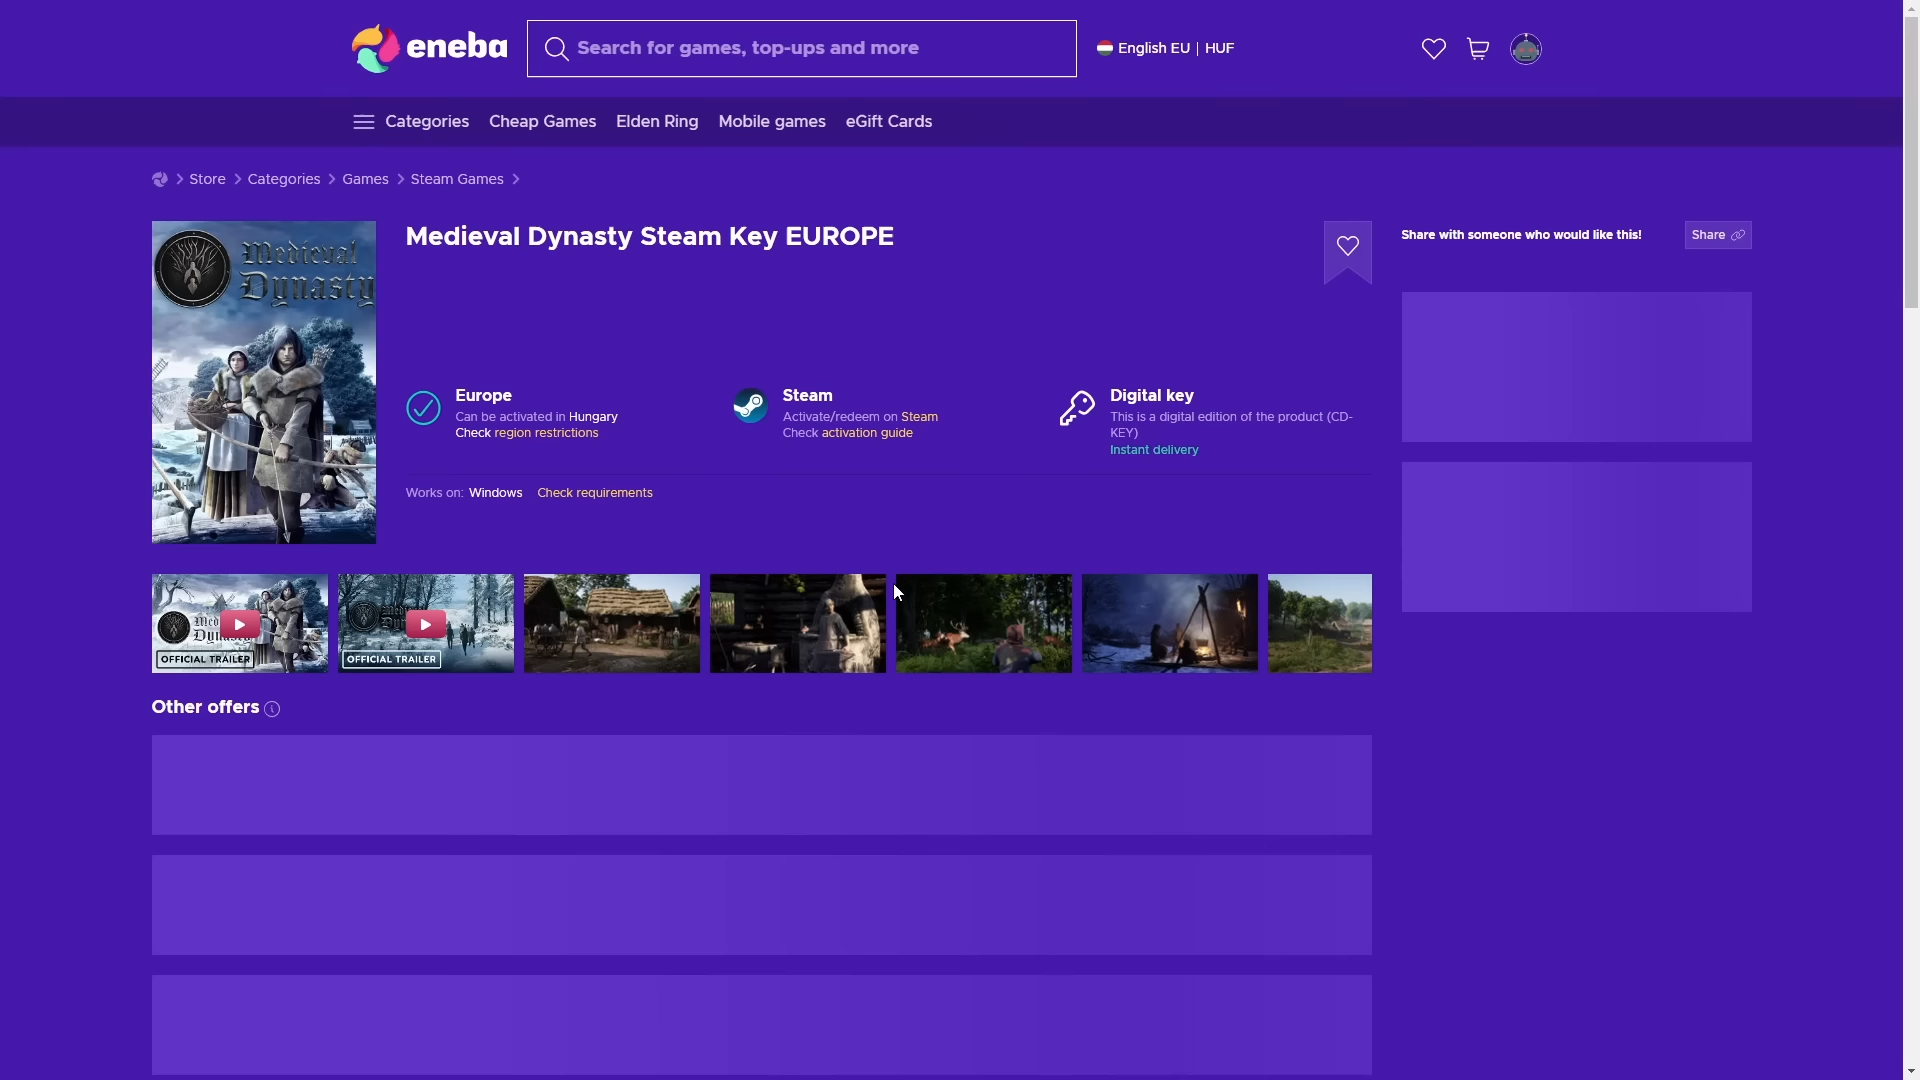 eneba
Search for games, top-ups and more
English EU | HUF
Categories
Cheap Games
Elden Ring
Mobile games
eGift Cards
Store
Categories
Games
Steam Games
Medieval
Dynasty
Medieval Dynasty Steam Key EUROPE
Share with someone who would like this!
Share
Europe
Can be activated in Hungary
Check region restrictions
Steam
Activate/redeem on Steam
Check activation guide
Digital key
This is a digital edition of the product (CD-
KEY)
Instant delivery
Works on: Windows
Check requirements
OFFICIAL TRAILER
OFFICIAL TRAILER
Other offers